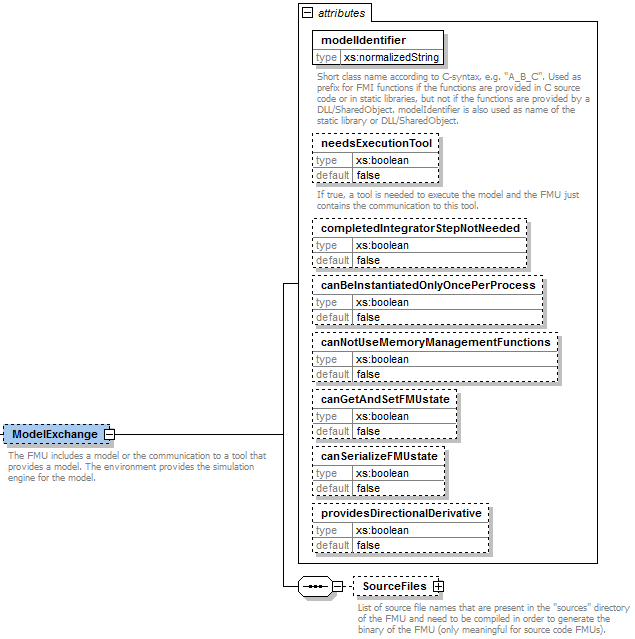 attributes
modelIdentifier
type xs:normalizedString
Short class name according to C-syntax, e.g. "A_B_C". Used as
prefix for FMI functions if the functions are provided in C source
code or in static libraries, but not if the functions are provided by a
DLL/SharedObject. modelIdentifier is also used as name of the
static library or DLL/SharedObject.
needsExecutionTool
type xs:boolean
default false
If true, a tool is needed to execute the model and the FMU just
contains the communication to this tool.
completedIntegratorStepNotNeeded
type xs:boolean
default false
canBeInstantiatedOnlyOncePerProcess
type xs:boolean
default false
canNotUseMemoryManagementFunctions
type xs:boolean
default false
canGetAndSetFMUstate
type xs:boolean
default false
canSerializeFMUstate
type xs:boolean
default false
providesDirectionalDerivative
type xs:boolean
default false
ModelExchange
The FMU includes a model or the communication to a tool that
provides a model. The environment provides the simulation
engine for the model.
SourceFiles
List of source file names that are present in the "sources" directory
of the FMU and need to be compiled in order to generate the
binary of the FMU (only meaningful for source code FMUs).